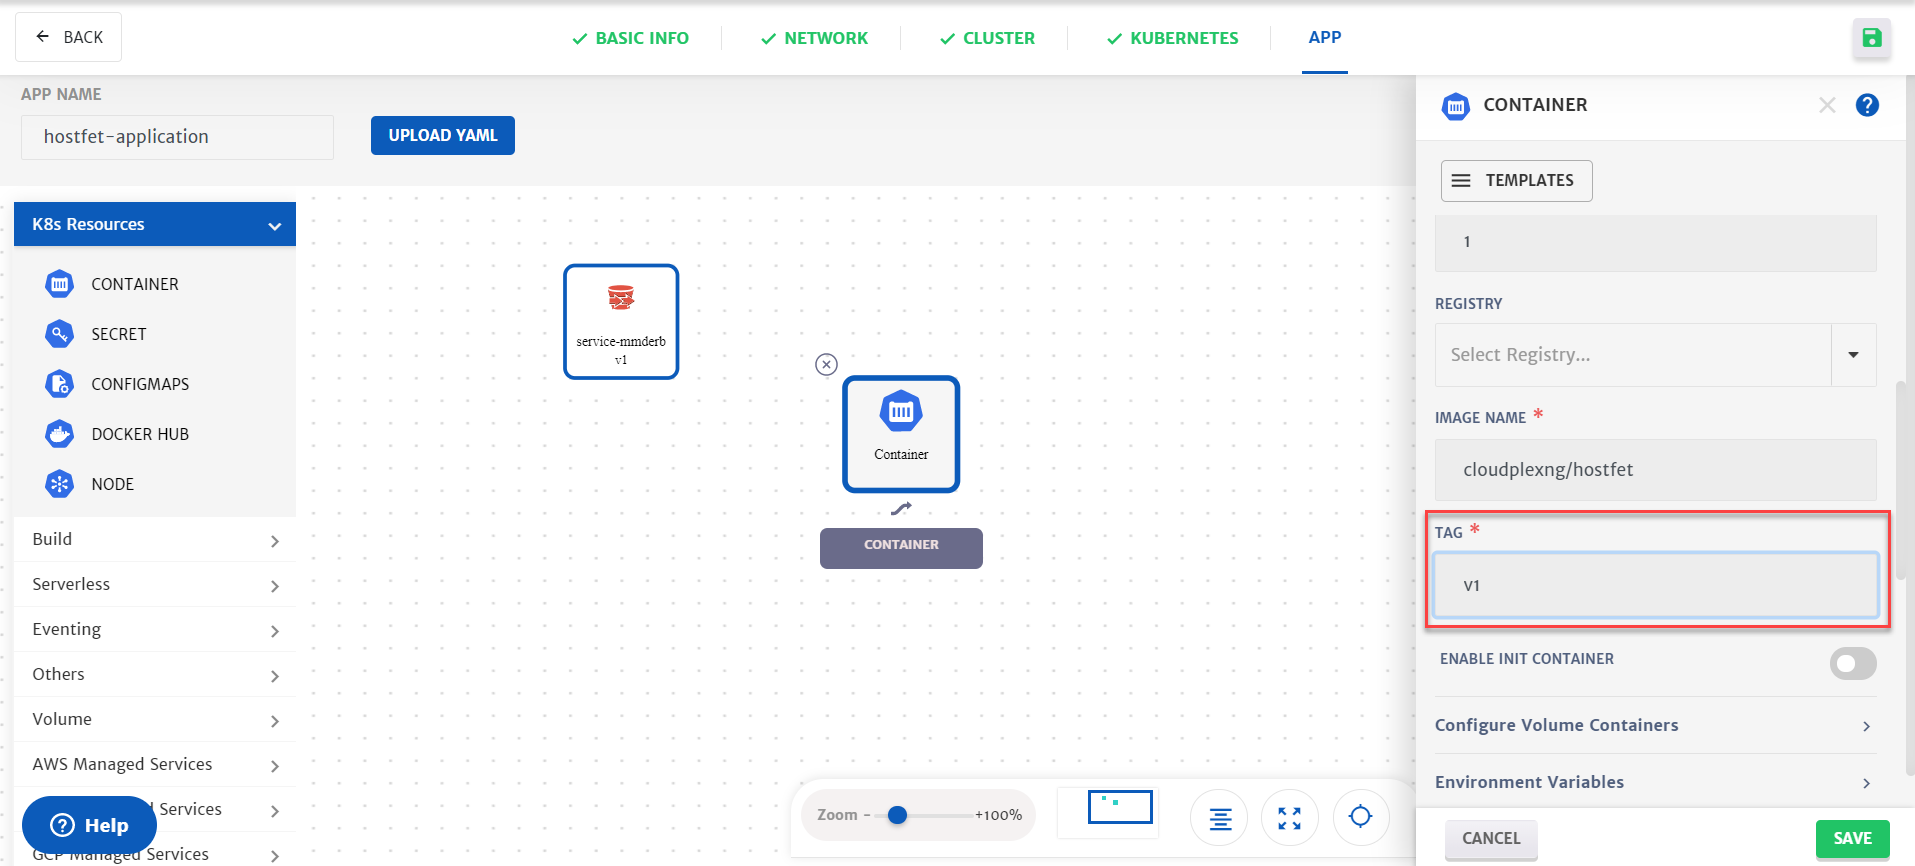 BACK
BASIC INFO
NETWORK
CLUSTER
KUBERNETES
APP
APP NAME
hostfet-application
UPLOAD YAML
K8s Resources
CONTAINER
SECRET
CONFIGMAPS
DOCKER HUB
NODE
Build
Serverless
Eventing
Others
Volume
AWS Managed Services
d Services
GCP Managed Services
? Help
service-mmderb
v1
Container
CONTAINER
Zoom - +100%
CONTAINER
?
TEMPLATES
1
REGISTRY
Select Registry...
IMAGE NAME *
cloudplexng/hostfet
TAG *
v1
ENABLE INIT CONTAINER
Configure Volume Containers
Environment Variables
CANCEL
SAVE